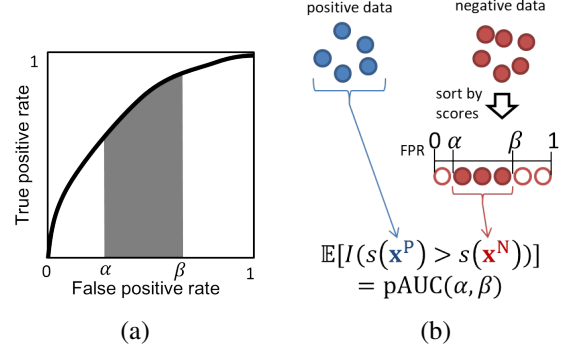 1
True positive rate
0
α
β
1
False positive rate
(a)
positive data
negative data
sort by
scores
FPR 0 α β 1
𝔼[I(s(x^P) > s(x^N))]
= pAUC(α, β)
(b)